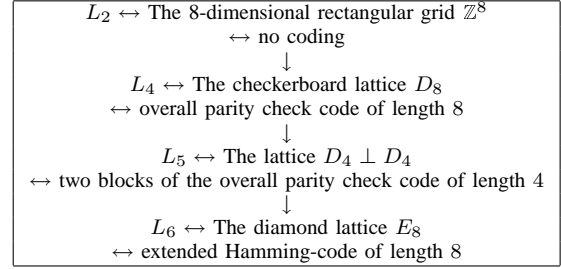 L₂ ↔ The 8-dimensional rectangular grid ℤ⁸
↔ no coding
↓
L₄ ↔ The checkerboard lattice D₈
↔ overall parity check code of length 8
↓
L₅ ↔ The lattice D₄ ⊥ D₄
↔ two blocks of the overall parity check code of length 4
↓
L₆ ↔ The diamond lattice E₈
↔ extended Hamming-code of length 8